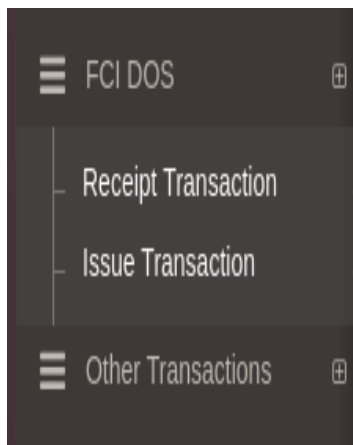 FCI DOS
Receipt Transaction
Issue Transaction
Other Transactions